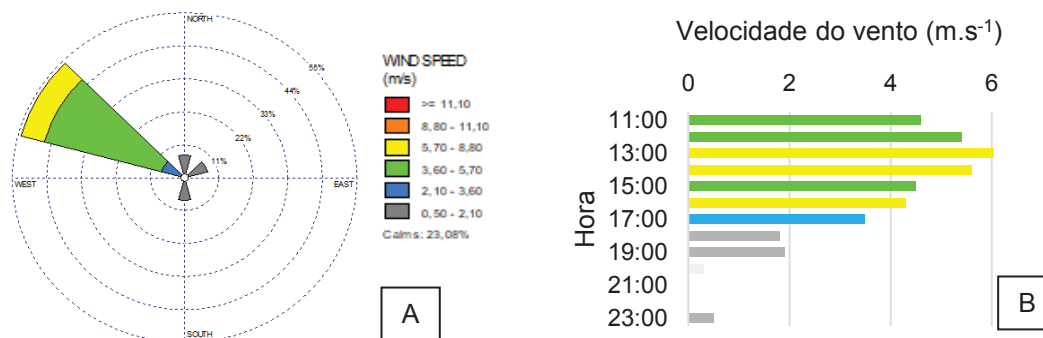 NORTH
55%
44%
33%
22%
11%
WEST
EAST
SOUTH
WIND SPEED
(m/s)
>= 11,10
8,80 - 11,10
5,70 - 8,80
3,60 - 5,70
2,10 - 3,60
0,50 - 2,10
Calms: 23,08%
A
Velocidade do vento (m.s-1)
0 2 4 6
Hora
11:00
13:00
15:00
17:00
19:00
21:00
23:00
B